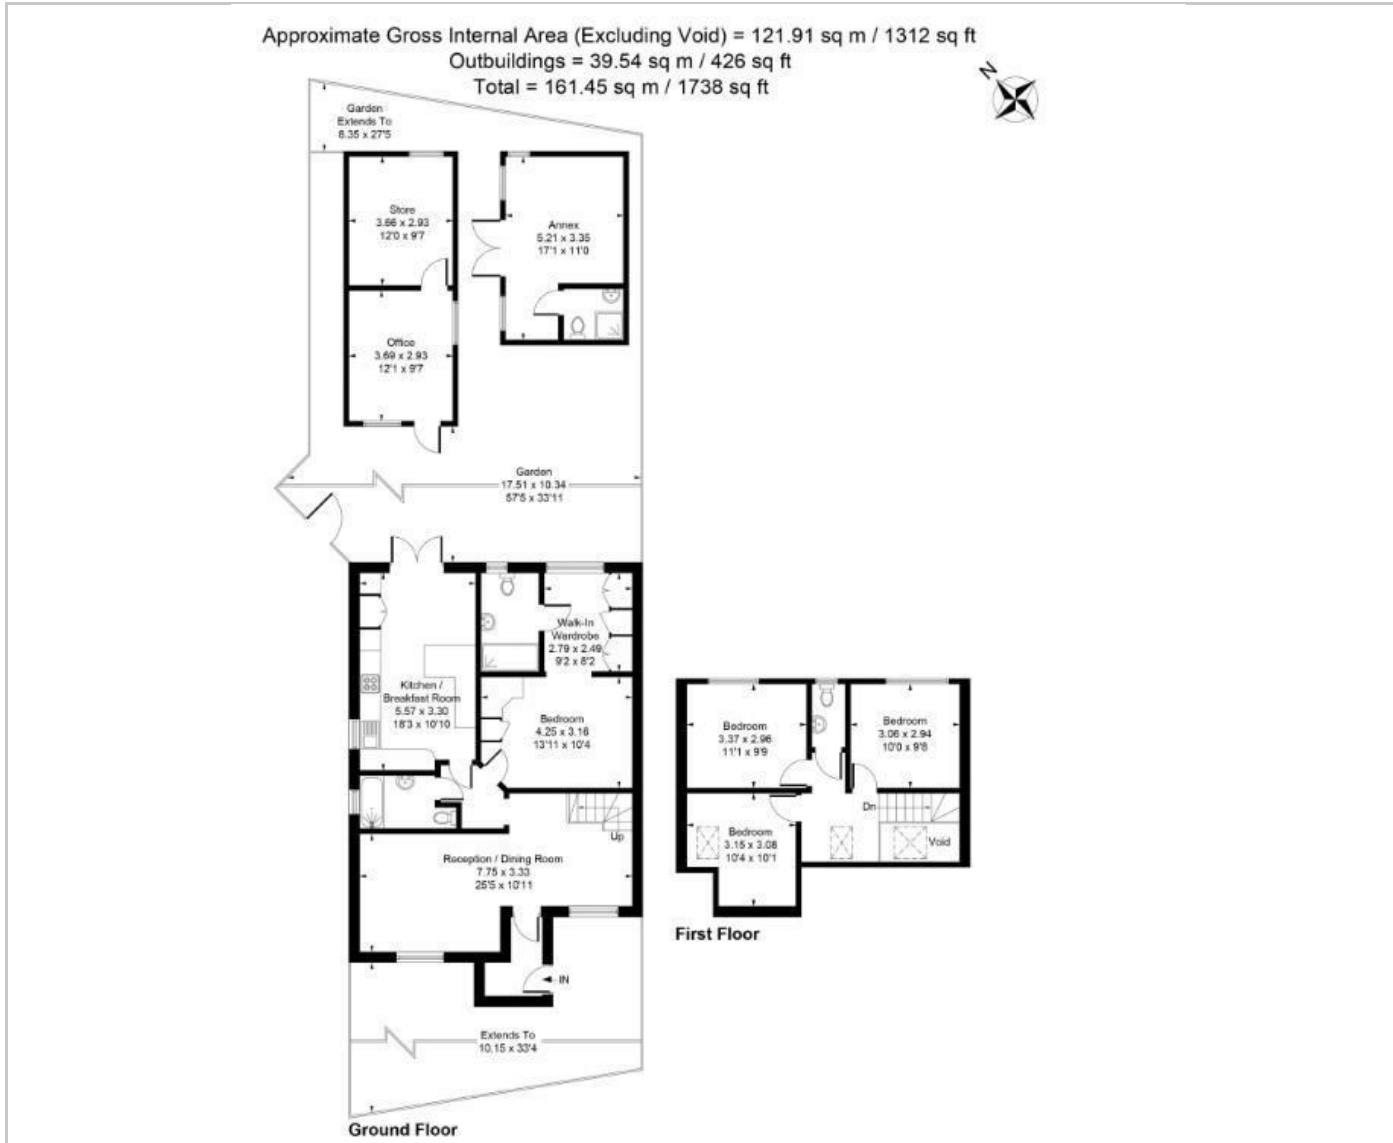 Approximate Gross Internal Area (Excluding Void) = 121.91 sq m / 1312 sq ft
Outbuildings = 39.54 sq m / 426 sq ft
Total = 161.45 sq m / 1738 sq ft
N
Garden
Extends To
8.35 x 27'5
Store
3.66 x 2.93
12'0 x 9'7
Annex
5.21 x 3.35
17'1 x 11'0
Office
3.69 x 2.93
12'1 x 9'7
Garden
17.51 x 10.34
57'5 x 33'11
Walk-In
Wardrobe
2.79 x 2.49
9'2 x 8'2
Kitchen /
Breakfast Room
5.57 x 3.30
18'3 x 10'10
Bedroom
4.25 x 3.16
13'11 x 10'4
Up
Reception / Dining Room
7.75 x 3.33
25'5 x 10'11
IN
Extends To
10.15 x 33'4
Ground Floor
Bedroom
3.37 x 2.96
11'1 x 9'9
Bedroom
3.06 x 2.94
10'0 x 9'8
Dn
Bedroom
3.15 x 3.08
10'4 x 10'1
Void
First Floor